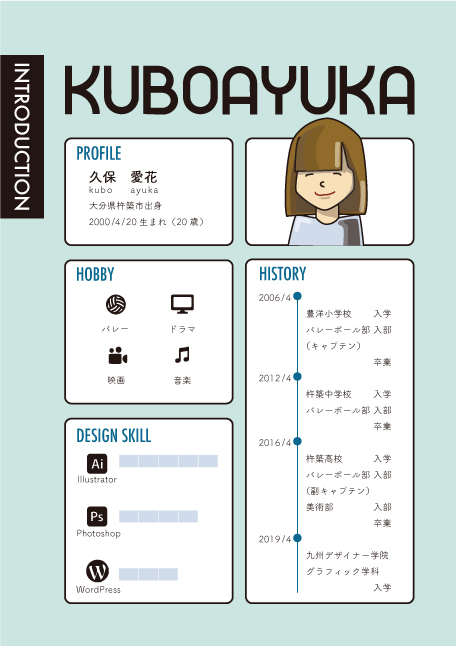 INTRODUCTION
KUBOAYUKA
PROFILE
久保 愛花
kubo ayuka
大分県杵築市出身
2000/4/20生まれ（20歳）
HOBBY
バレー ドラマ
映画 音楽
DESIGN SKILL
Ai
Illustrator
Ps
Photoshop
W
WordPress
HISTORY
2006/4
豊洋小学校 入学
バレーボール部 入部
（キャプテン）
卒業
2012/4
杵築中学校 入学
バレーボール部 入部
卒業
2016/4
杵築高校 入学
バレーボール部 入部
（副キャプテン）
美術部 入部
卒業
2019/4
九州デザイナー学院
グラフィック学科
入学